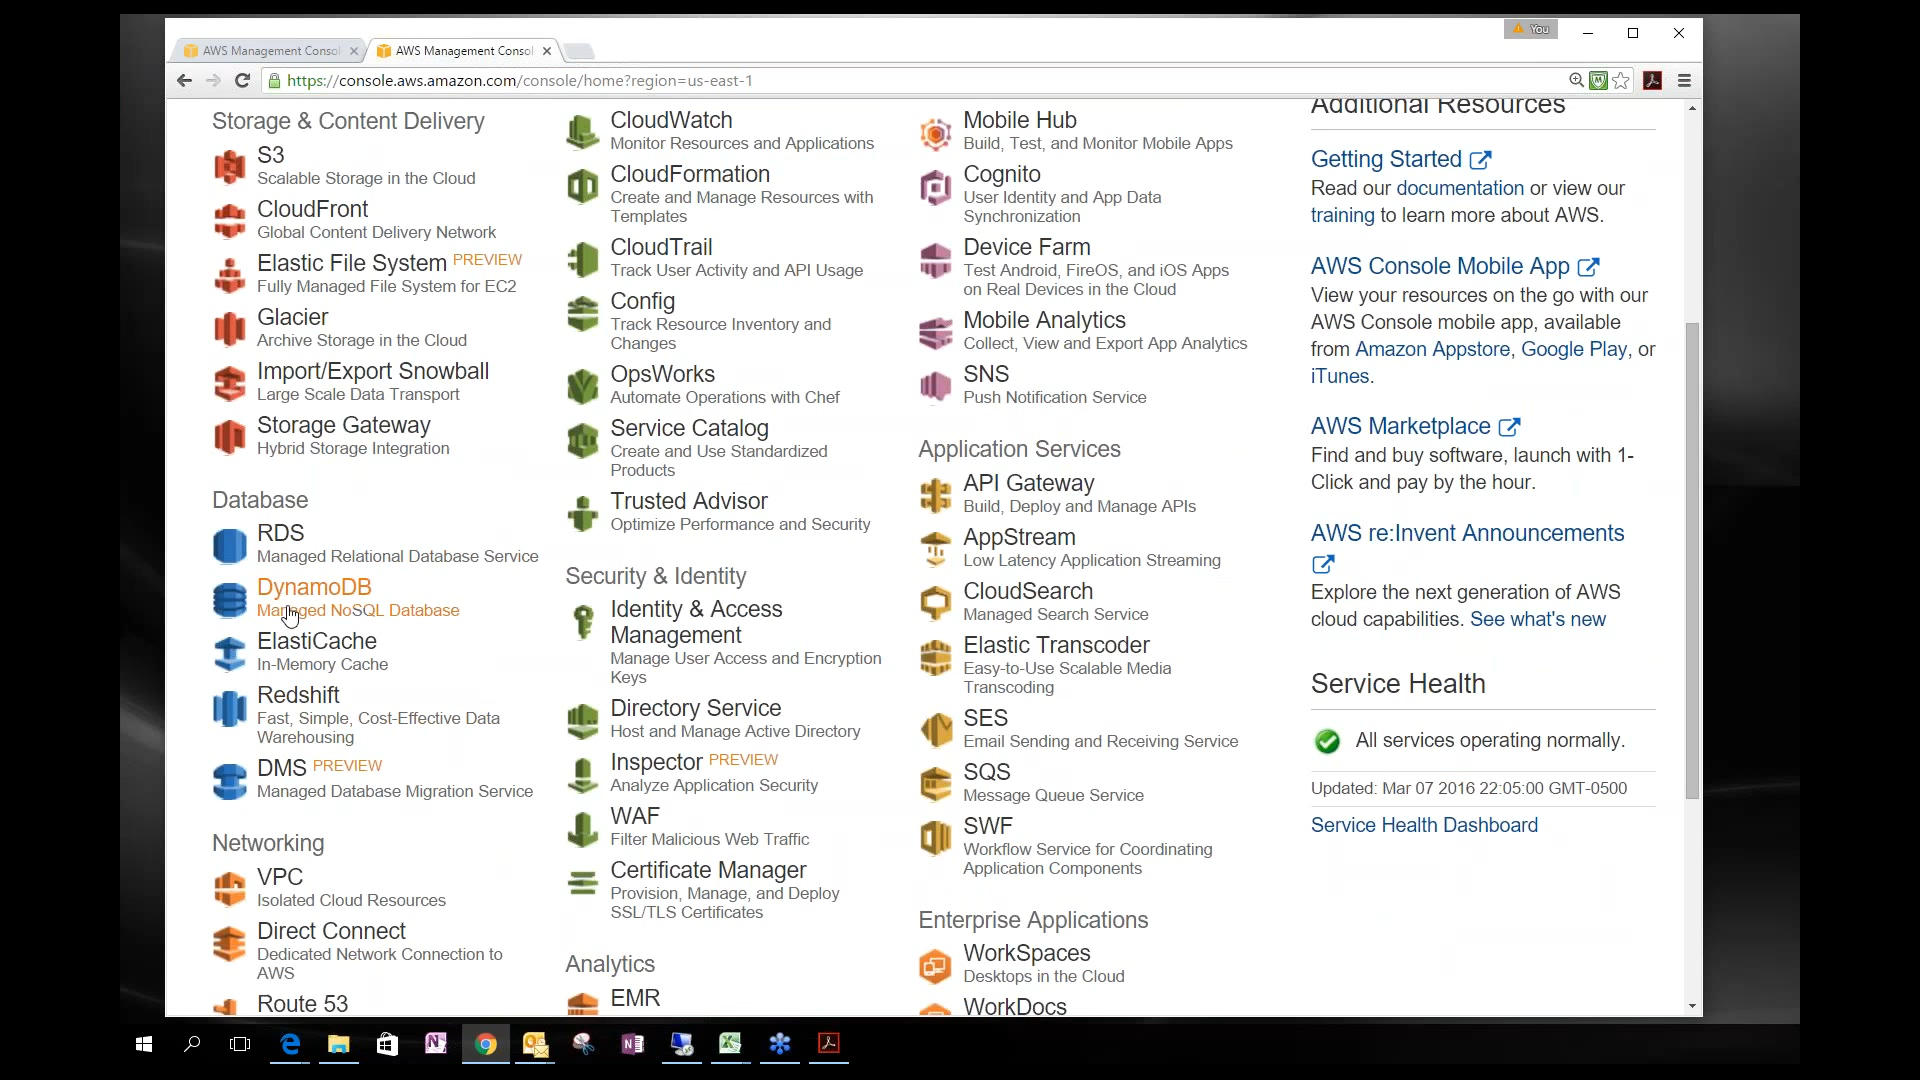 You
AWS Management Consol
AWS Management Consol
https://console.aws.amazon.com/console/home?region=us-east-1
Storage & Content Delivery
S3
Scalable Storage in the Cloud
CloudFront
Global Content Delivery Network
Elastic File System PREVIEW
Fully Managed File System for EC2
Glacier
Archive Storage in the Cloud
Import/Export Snowball
Large Scale Data Transport
Storage Gateway
Hybrid Storage Integration
Database
RDS
Managed Relational Database Service
DynamoDB
Managed NoSQL Database
ElastiCache
In-Memory Cache
Redshift
Fast, Simple, Cost-Effective Data
Warehousing
DMS PREVIEW
Managed Database Migration Service
Networking
VPC
Isolated Cloud Resources
Direct Connect
Dedicated Network Connection to
AWS
Route 53
CloudWatch
Monitor Resources and Applications
CloudFormation
Create and Manage Resources with
Templates
CloudTrail
Track User Activity and API Usage
Config
Track Resource Inventory and
Changes
OpsWorks
Automate Operations with Chef
Service Catalog
Create and Use Standardized
Products
Trusted Advisor
Optimize Performance and Security
Security & Identity
Identity & Access
Management
Manage User Access and Encryption
Keys
Directory Service
Host and Manage Active Directory
Inspector PREVIEW
Analyze Application Security
WAF
Filter Malicious Web Traffic
Certificate Manager
Provision, Manage, and Deploy
SSL/TLS Certificates
Analytics
EMR
Mobile Hub
Build, Test, and Monitor Mobile Apps
Cognito
User Identity and App Data
Synchronization
Device Farm
Test Android, FireOS, and iOS Apps
on Real Devices in the Cloud
Mobile Analytics
Collect, View and Export App Analytics
SNS
Push Notification Service
Application Services
API Gateway
Build, Deploy and Manage APIs
AppStream
Low Latency Application Streaming
CloudSearch
Managed Search Service
Elastic Transcoder
Easy-to-Use Scalable Media
Transcoding
SES
Email Sending and Receiving Service
SQS
Message Queue Service
SWF
Workflow Service for Coordinating
Application Components
Enterprise Applications
WorkSpaces
Desktops in the Cloud
WorkDocs
Additional Resources
Getting Started
Read our documentation or view our
training to learn more about AWS.
AWS Console Mobile App
View your resources on the go with our
AWS Console mobile app, available
from Amazon Appstore, Google Play, or
iTunes.
AWS Marketplace
Find and buy software, launch with 1-
Click and pay by the hour.
AWS re:Invent Announcements
Explore the next generation of AWS
cloud capabilities. See what's new
Service Health
All services operating normally.
Updated: Mar 07 2016 22:05:00 GMT-0500
Service Health Dashboard